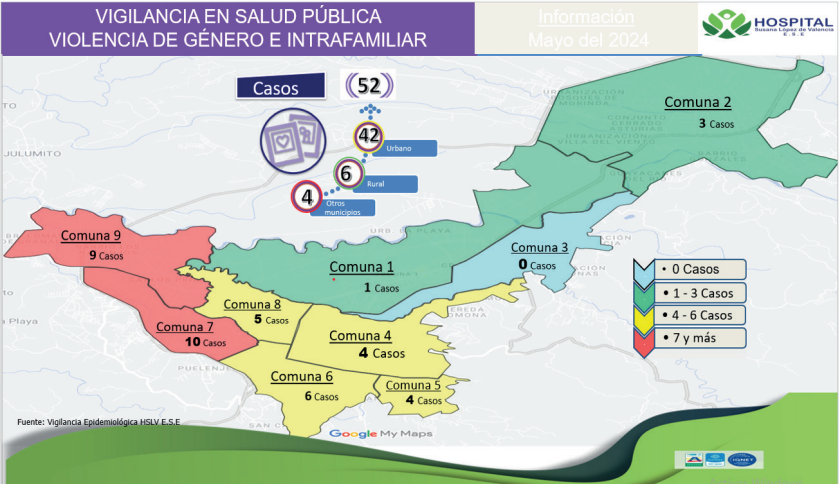 VIGILANCIA EN SALUD PÚBLICA
VIOLENCIA DE GÉNERO E INTRAFAMILIAR
Información
Mayo del 2024
HOSPITAL
Susana López de Valencia
E.S.E
Casos
52
42
Urbano
6
Rural
4
Otros
municipios
Comuna 2
3 Casos
JULUMITO
Comuna 9
9 Casos
Comuna 3
0 Casos
Comuna 1
1 Casos
Comuna 8
5 Casos
Comuna 7
10 Casos
Comuna 4
4 Casos
Comuna 6
6 Casos
Comuna 5
4 Casos
• 0 Casos
• 1 - 3 Casos
• 4 - 6 Casos
• 7 y más
a Playa
Fuente: Vigilancia Epidemiológica HSLV E.S.E
Google My Maps